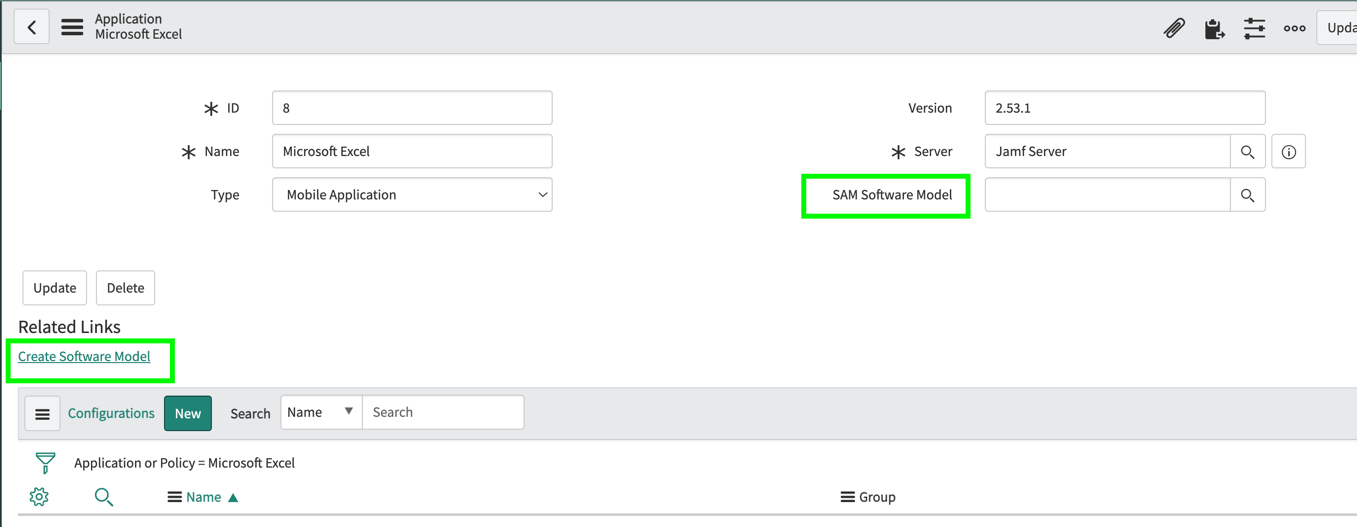 Application
Microsoft Excel
Upda
ID 8
Version 2.53.1
Name Microsoft Excel
Server Jamf Server
Type Mobile Application
SAM Software Model
Update Delete
Related Links
Create Software Model
Configurations New Search Name Search
Application or Policy = Microsoft Excel
Name Group